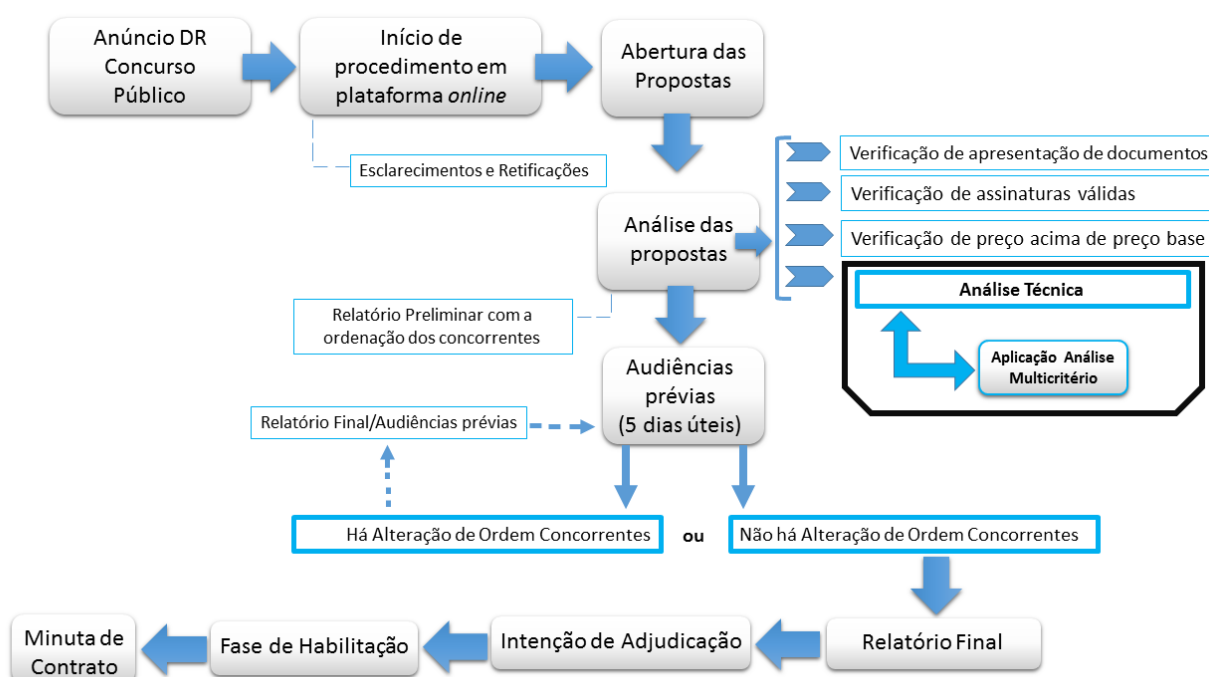 Anúncio DR
Concurso
Público
Início de
procedimento em
plataforma online
Abertura das
Propostas
Esclarecimentos e Retificações
Verificação de apresentação de documentos
Verificação de assinaturas válidas
Verificação de preço acima de preço base
Análise das
propostas
Análise Técnica
Aplicação Análise
Multicritério
Relatório Preliminar com a
ordenação dos concorrentes
Audiências
prévias
(5 dias úteis)
Relatório Final/Audiências prévias
Há Alteração de Ordem Concorrentes
ou
Não há Alteração de Ordem Concorrentes
Relatório Final
Intenção de Adjudicação
Fase de Habilitação
Minuta de
Contrato